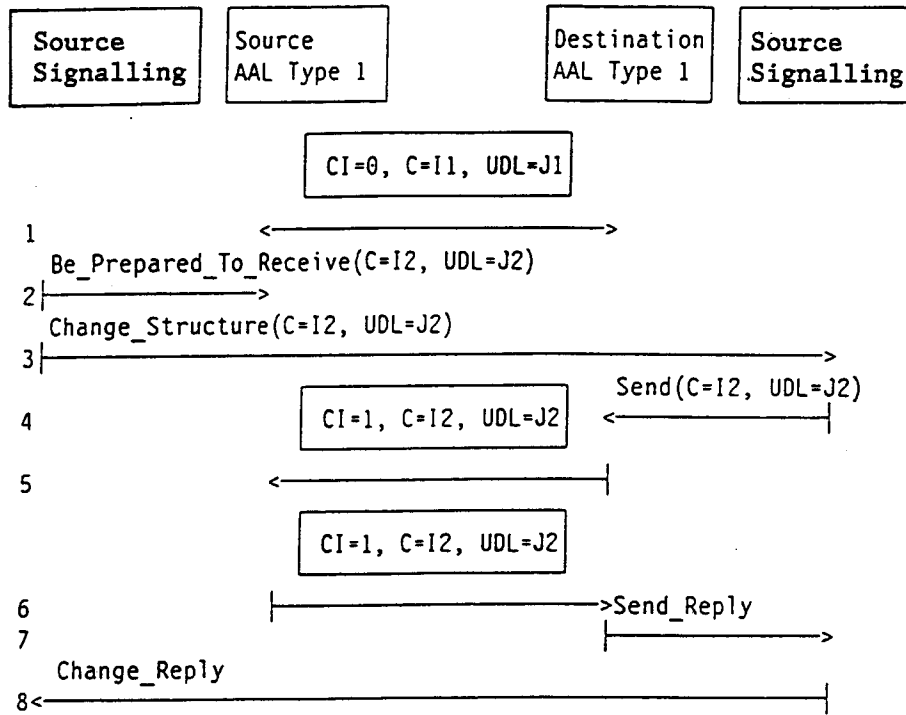 Source Signalling
Source AAL Type 1
Destination AAL Type 1
Source Signalling
CI=0, C=I1, UDL=J1
1
Be_Prepared_To_Receive(C=I2, UDL=J2)
2
Change_Structure(C=I2, UDL=J2)
3
Send(C=I2, UDL=J2)
4
CI=1, C=I2, UDL=J2
5
CI=1, C=I2, UDL=J2
6
Send_Reply
7
Change_Reply
8